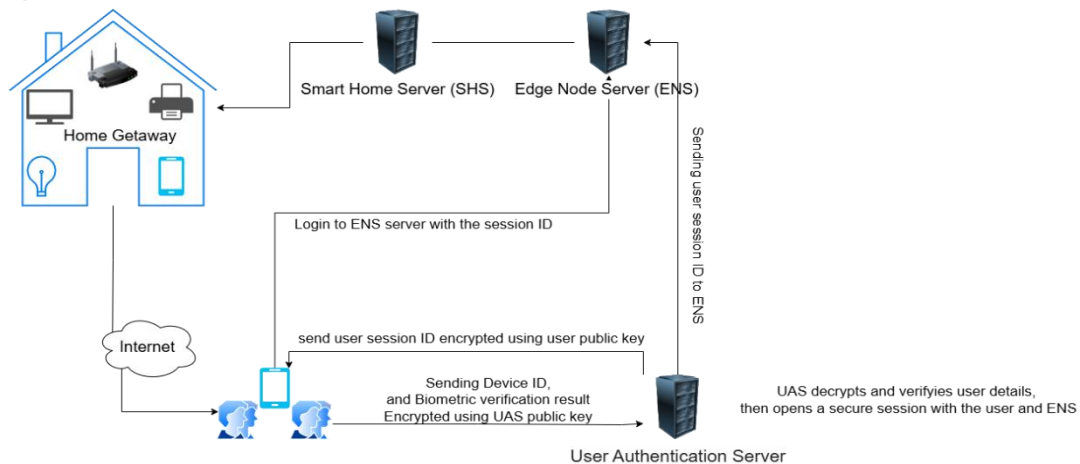 Smart Home Server (SHS)
Edge Node Server (ENS)
Home Getaway
Sending user session ID to ENS
Login to ENS server with the session ID
Internet
send user session ID encrypted using user public key
Sending Device ID,
and Biometric verification result
Encrypted using UAS public key
UAS decrypts and verifyies user details,
then opens a secure session with the user and ENS
User Authentication Server